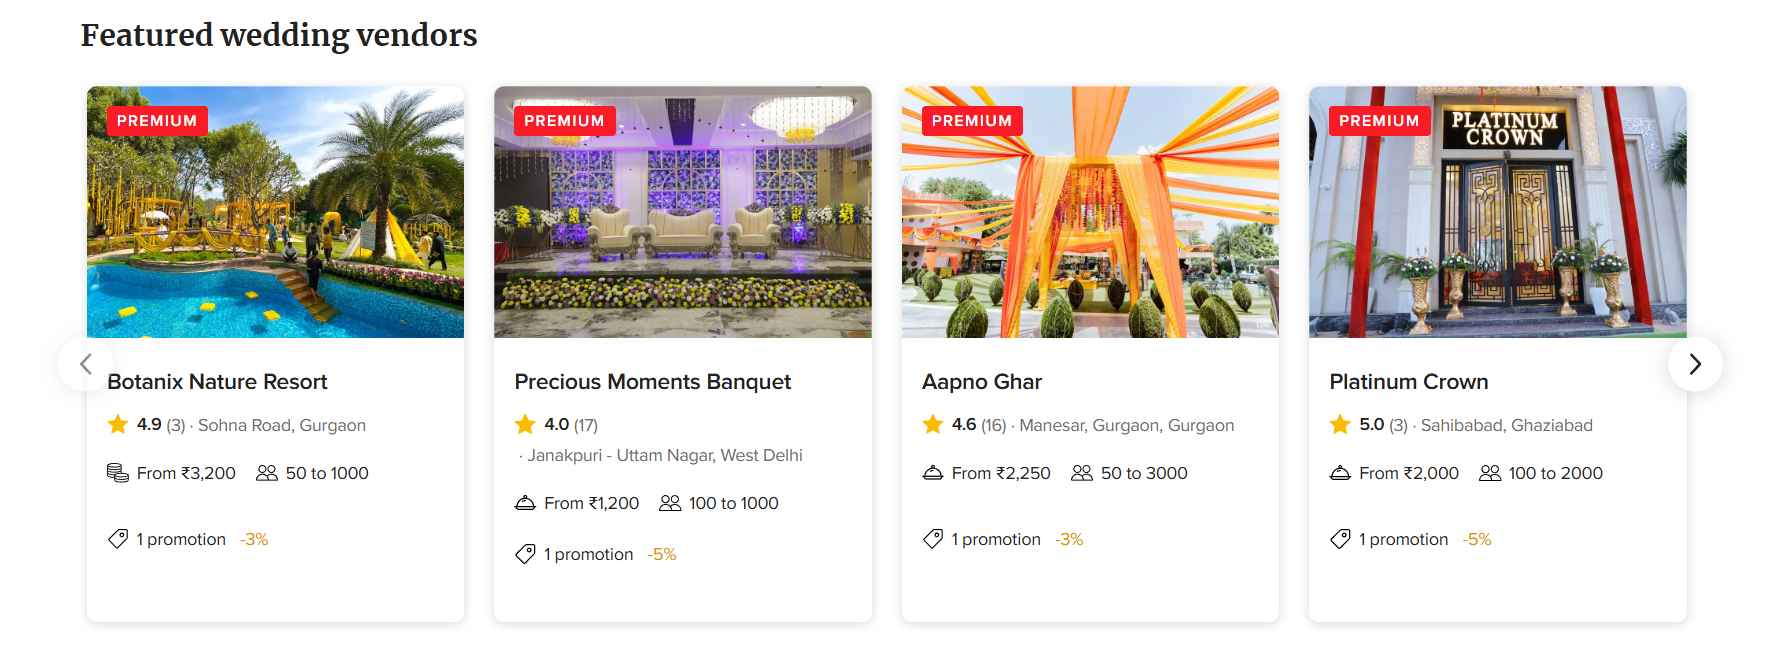 Featured wedding vendors
PREMIUM
Botanix Nature Resort
4.9 (3) · Sohna Road, Gurgaon
From ₹3,200 50 to 1000
1 promotion -3%
PREMIUM
Precious Moments Banquet
4.0 (17)
· Janakpuri - Uttam Nagar, West Delhi
From ₹1,200 100 to 1000
1 promotion -5%
PREMIUM
Aapno Ghar
4.6 (16) · Manesar, Gurgaon, Gurgaon
From ₹2,250 50 to 3000
1 promotion -3%
PREMIUM
PLATINUM
CROWN
Platinum Crown
5.0 (3) · Sahibabad, Ghaziabad
From ₹2,000 100 to 2000
1 promotion -5%